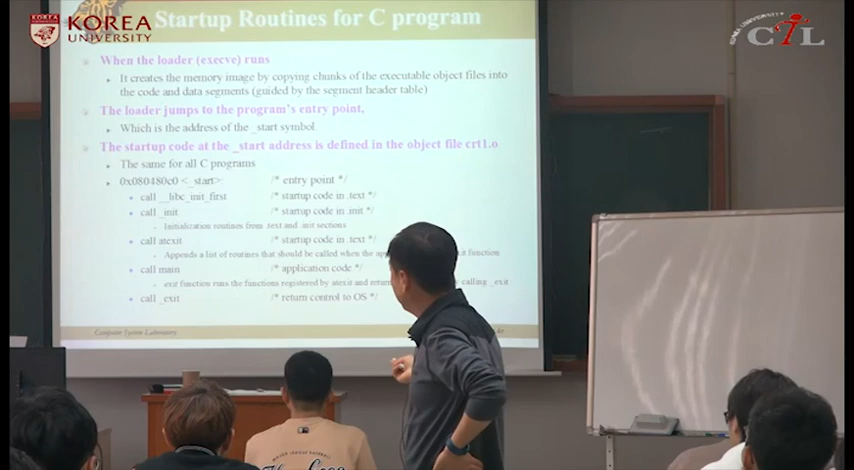 KOREA
UNIVERSITY
Startup Routines for C program
CTL
When the loader (execve) runs
It creates the memory image by copying chunks of the executable object files into
the code and data segments (guided by the segment header table)
The loader jumps to the program's entry point,
Which is the address of the _start symbol.
The startup code at the _start address is defined in the object file crt1.o
The same for all C programs
0x080480c0 <_start>: /* entry point */
call __libc_init_first /* startup code in .text */
call _init /* startup code in .init */
Initialization routines from .text and .init sections
call atexit /* startup code in .text */
Appends a list of routines that should be called when the function
call main /* application code */
exit function runs the functions registered by atexit and calling _exit
call _exit /* return control to OS */
Computer System Laboratory